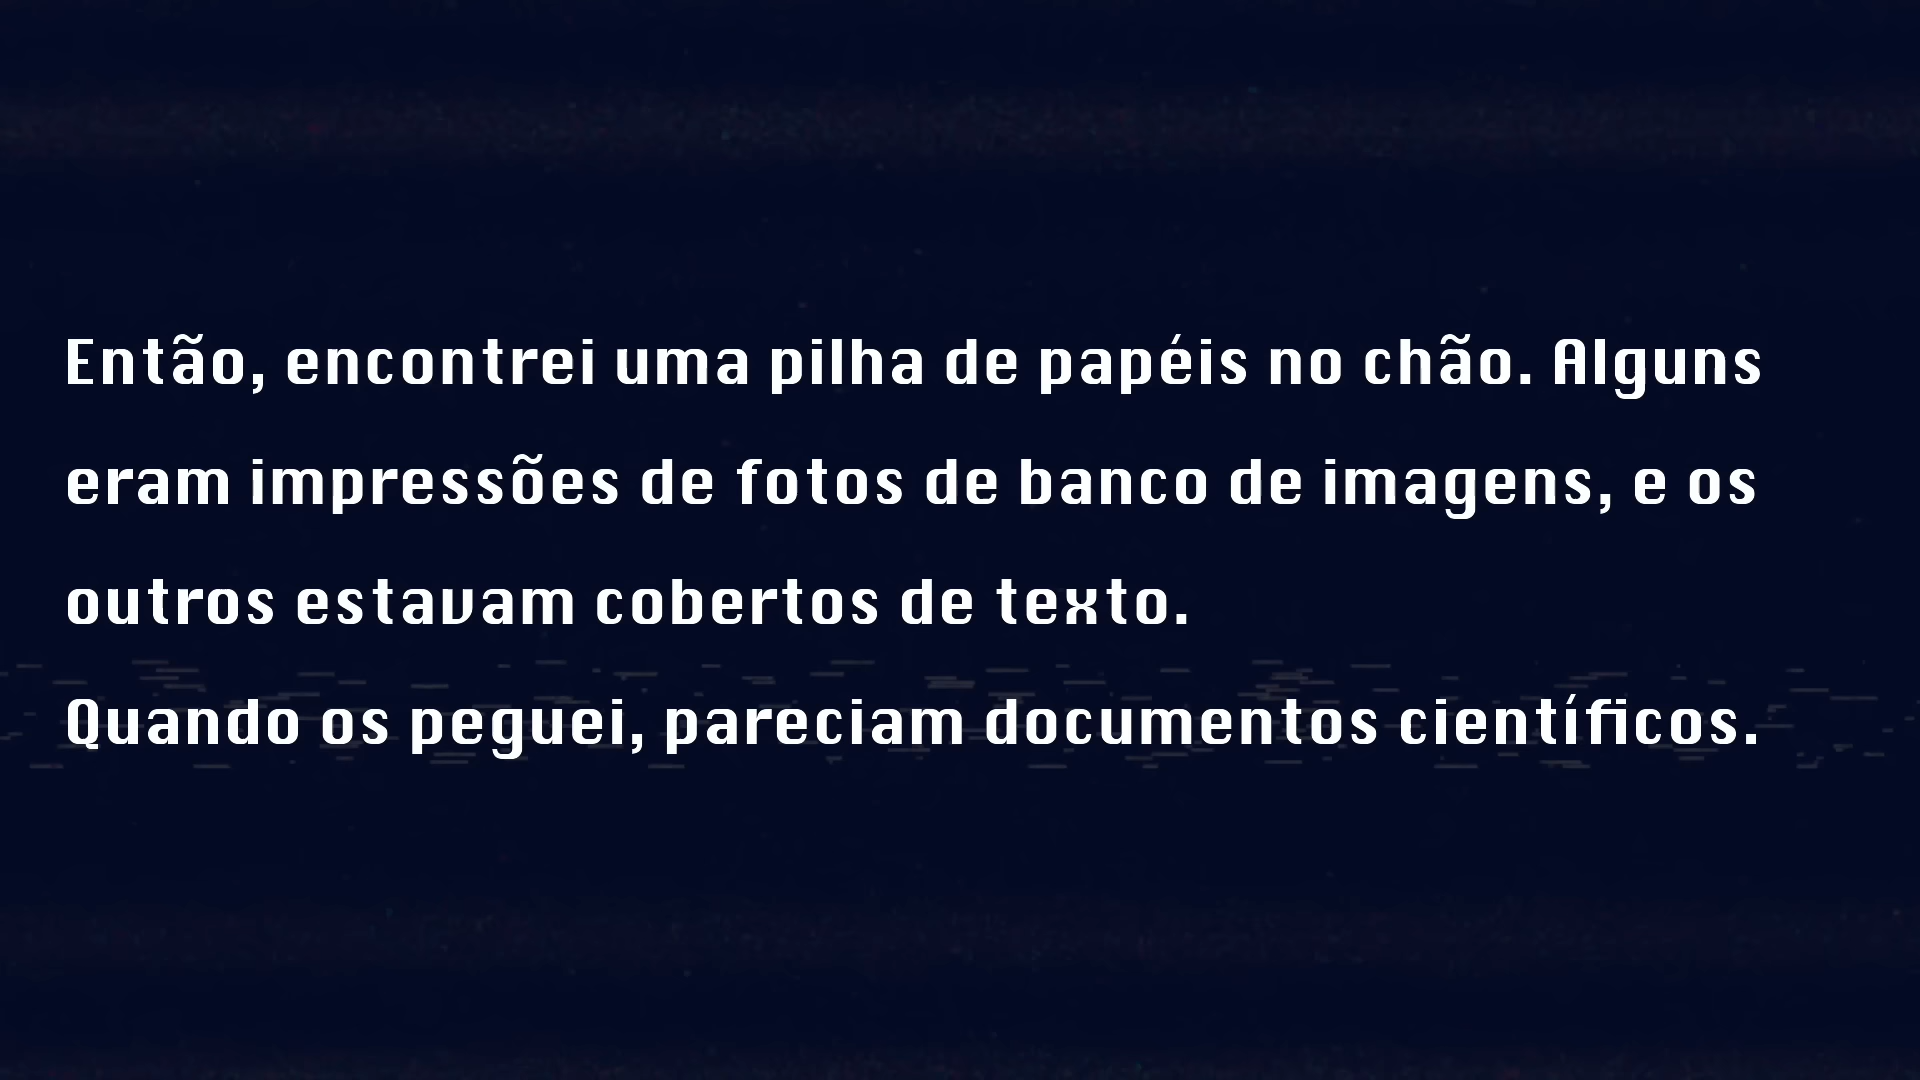 Então, encontrei uma pilha de papéis no chão. Alguns
eram impressões de fotos de banco de imagens, e os
outros estavam cobertos de texto.
Quando os peguei, pareciam documentos científicos.